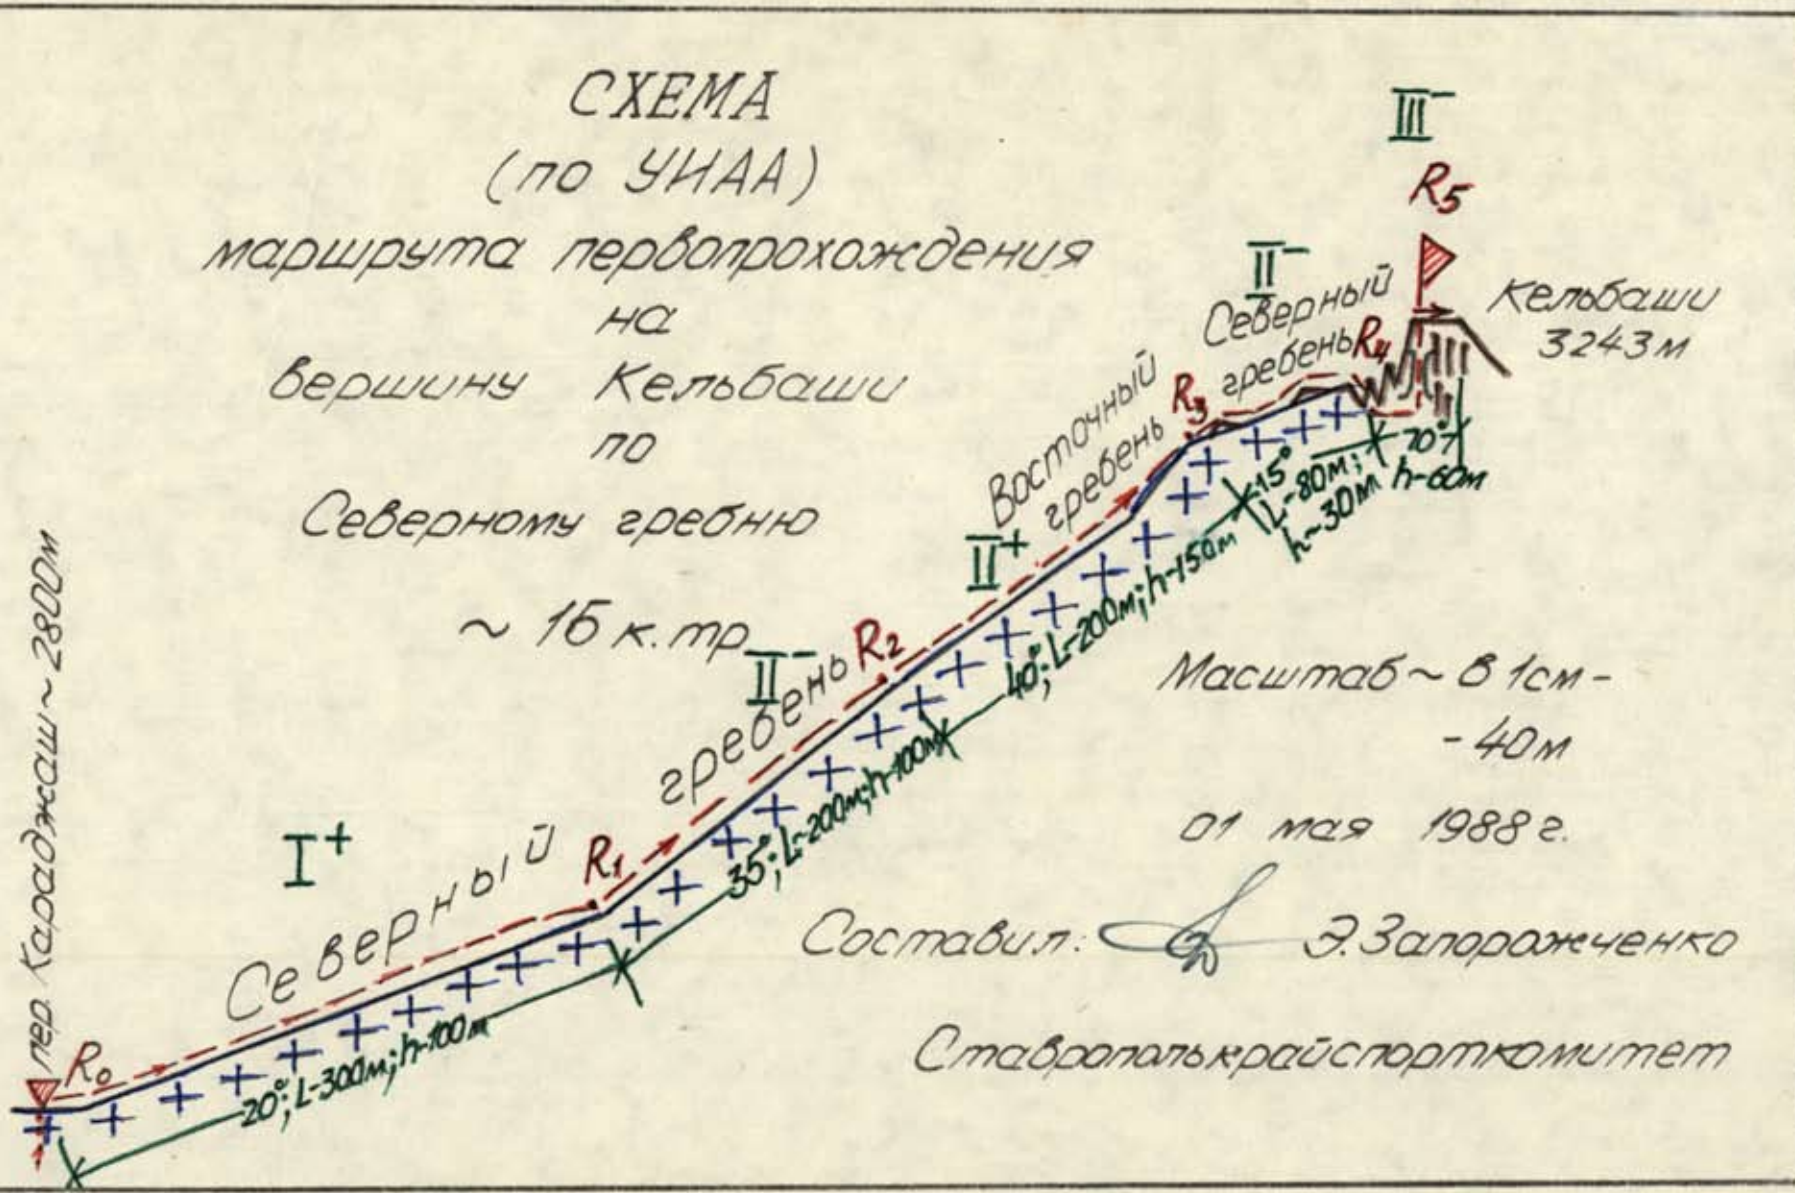 СХЕМА
(по УИАА)
маршрута первопрохождения
на
вершину Кельбаши
по
Северному гребню
~ 1Б к.тр.
III-
R5
II-
Северный
гребень
R4
Кельбаши
3243м
Восточный
гребень
R3
II+
II-
R2
Северный гребень
I+
R1
R0
пер. Караджаш ~ 2800м
20°; L-300м; h-100м
35°; L-200м; h-100м
40°; L-200м; h-150м
15°
L-80м;
h~30м
70°
h-60м
Масштаб ~ в 1см -
- 40м
01 мая 1988г.
Составил: Э.Запорожченко
Ставрополькрайспорткомитет